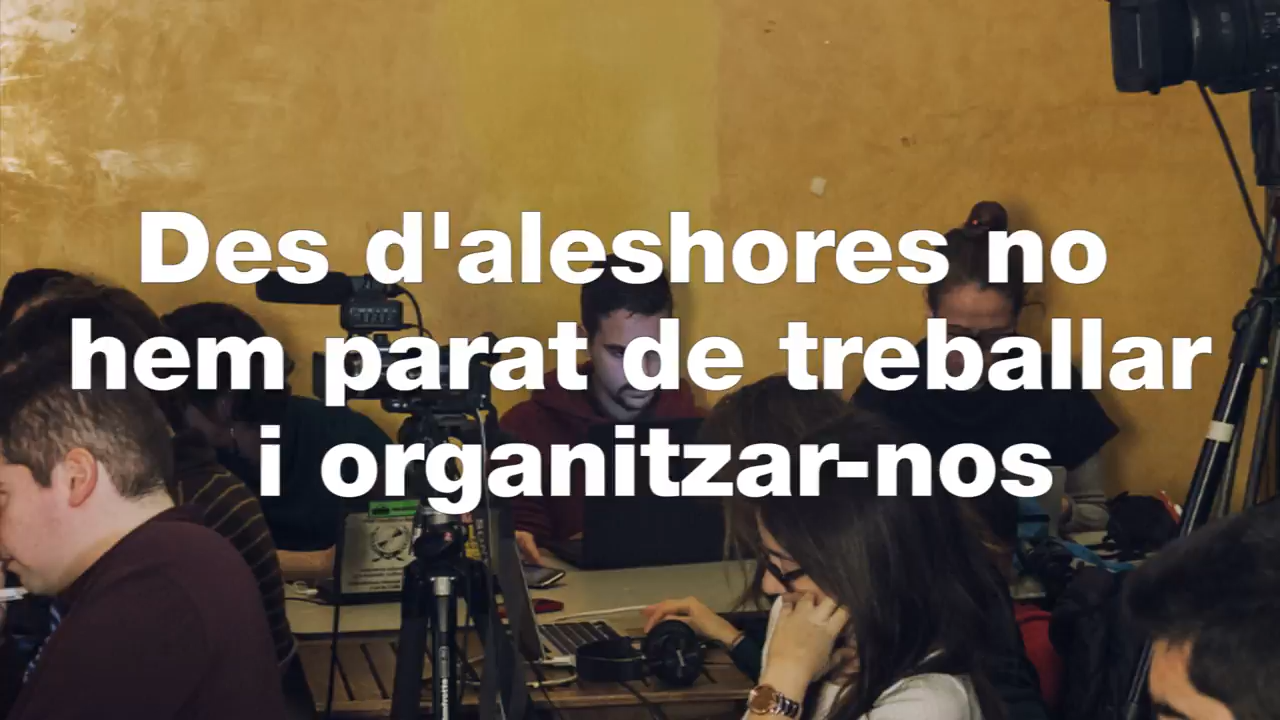 Des d'aleshores no
hem parat de treballar
i organitzar-nos